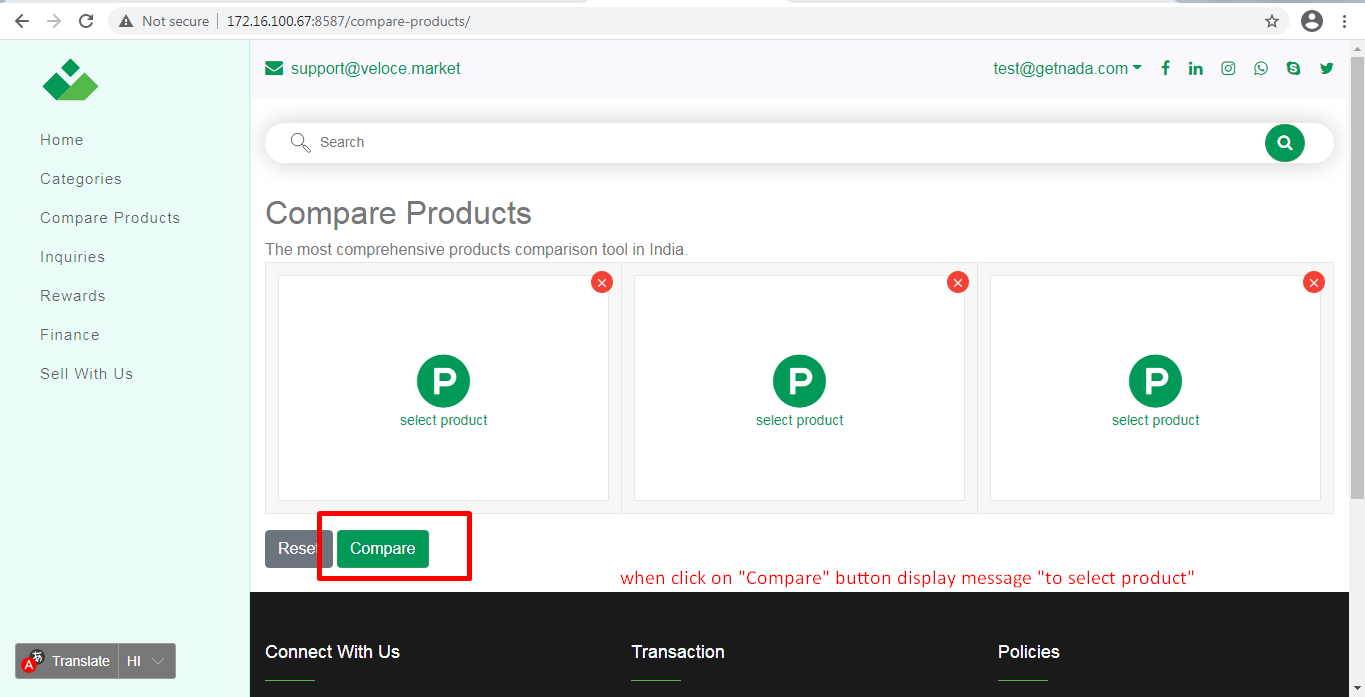 Not secure 172.16.100.67:8587/compare-products/
support@veloce.market
test@getnada.com
Home
Categories
Compare Products
Inquiries
Rewards
Finance
Sell With Us
Search
Compare Products
The most comprehensive products comparison tool in India.
P P P
select product select product select product
Reset Compare
when click on "Compare" button display message "to select product"
Connect With Us Transaction Policies
A あ Translate HI